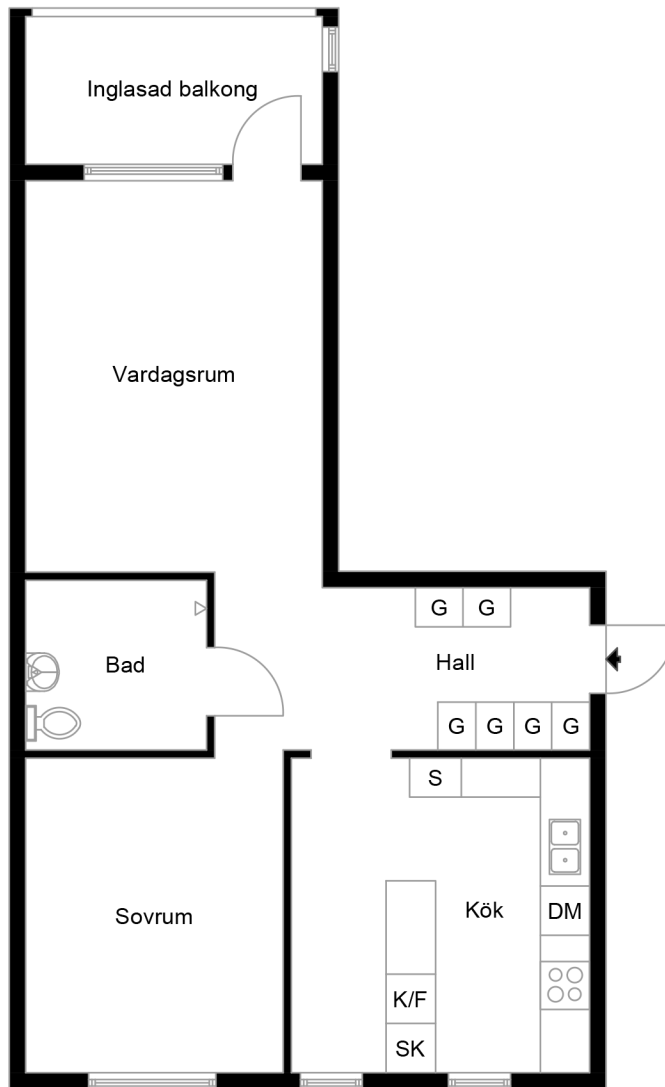 Inglasad balkong
Vardagsrum
G G
Bad
Hall
G G G G
S
Sovrum
Kök
DM
K/F
SK